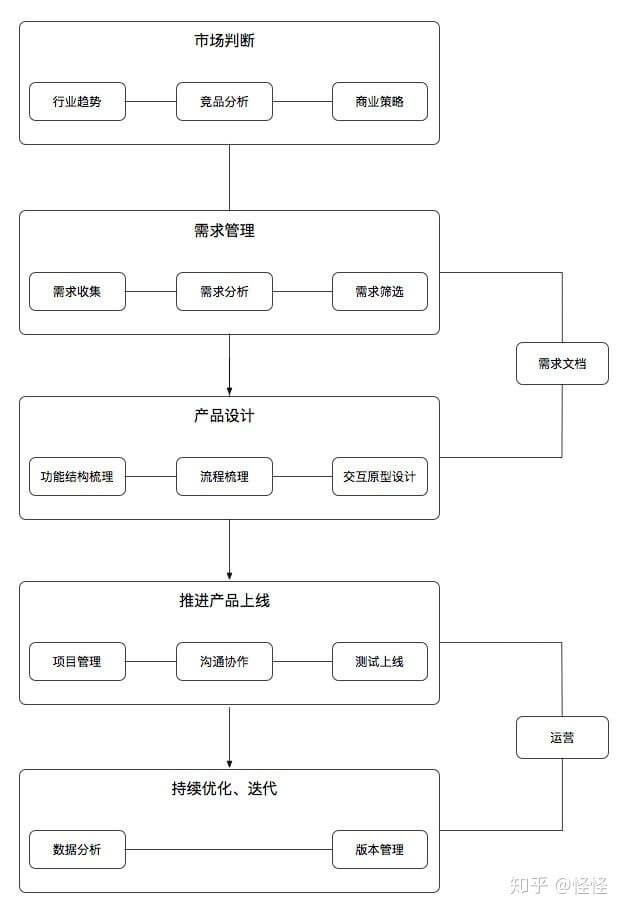 市场判断
行业趋势 竞品分析 商业策略
需求管理
需求收集 需求分析 需求筛选
需求文档
产品设计
功能结构梳理 流程梳理 交互原型设计
推进产品上线
项目管理 沟通协作 测试上线
运营
持续优化、迭代
数据分析 版本管理
知乎 @怪怪